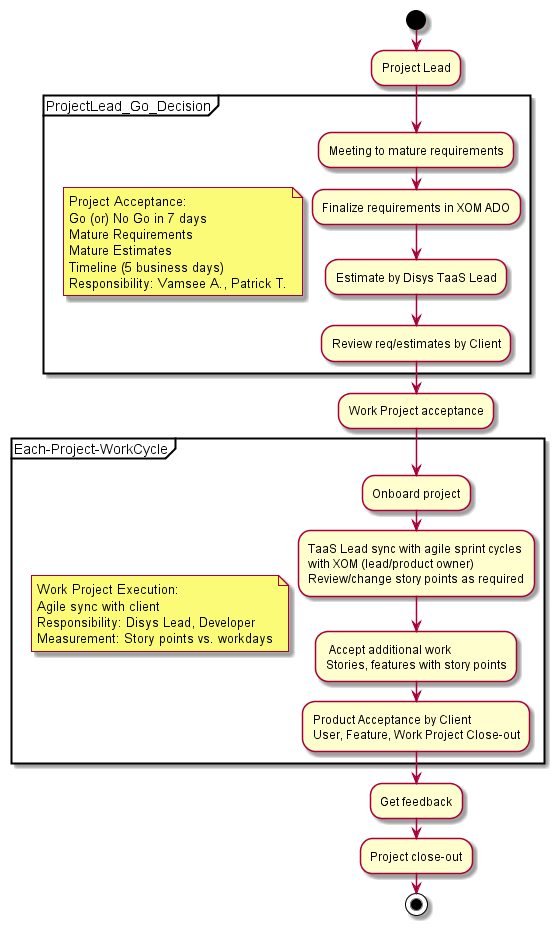 Project Lead
ProjectLead_Go_Decision
Meeting to mature requirements
Project Acceptance:
Go (or) No Go in 7 days
Mature Requirements
Mature Estimates
Timeline (5 business days)
Responsibility: Vamsee A., Patrick T.
Finalize requirements in XOM ADO
Estimate by Disys TaaS Lead
Review req/estimates by Client
Work Project acceptance
Each-Project-WorkCycle
Onboard project
TaaS Lead sync with agile sprint cycles
with XOM (lead/product owner)
Review/change story points as required
Work Project Execution:
Agile sync with client
Responsibility: Disys Lead, Developer
Measurement: Story points vs. workdays
Accept additional work
Stories, features with story points
Product Acceptance by Client
User, Feature, Work Project Close-out
Get feedback
Project close-out